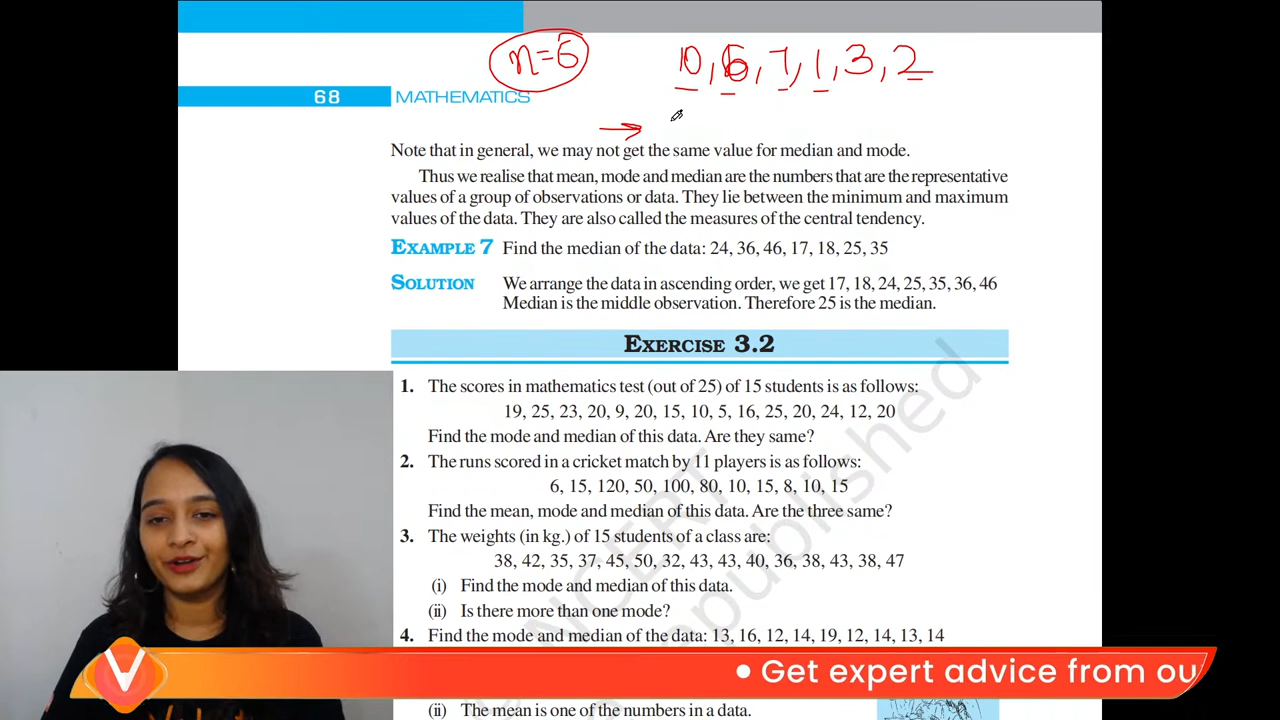 n=6 10, 6, 7, 1, 3, 2
68 MATHEMATICS
Note that in general, we may not get the same value for median and mode.
Thus we realise that mean, mode and median are the numbers that are the representative
values of a group of observations or data. They lie between the minimum and maximum
values of the data. They are also called the measures of the central tendency.
EXAMPLE 7 Find the median of the data: 24, 36, 46, 17, 18, 25, 35
SOLUTION We arrange the data in ascending order, we get 17, 18, 24, 25, 35, 36, 46
Median is the middle observation. Therefore 25 is the median.
EXERCISE 3.2
1. The scores in mathematics test (out of 25) of 15 students is as follows:
19, 25, 23, 20, 9, 20, 15, 10, 5, 16, 25, 20, 24, 12, 20
Find the mode and median of this data. Are they same?
2. The runs scored in a cricket match by 11 players is as follows:
6, 15, 120, 50, 100, 80, 10, 15, 8, 10, 15
Find the mean, mode and median of this data. Are the three same?
3. The weights (in kg.) of 15 students of a class are:
38, 42, 35, 37, 45, 50, 32, 43, 43, 40, 36, 38, 43, 38, 47
(i) Find the mode and median of this data.
(ii) Is there more than one mode?
4. Find the mode and median of the data: 13, 16, 12, 14, 19, 12, 14, 13, 14
V
• Get expert advice from ou
(ii) The mean is one of the numbers in a data.